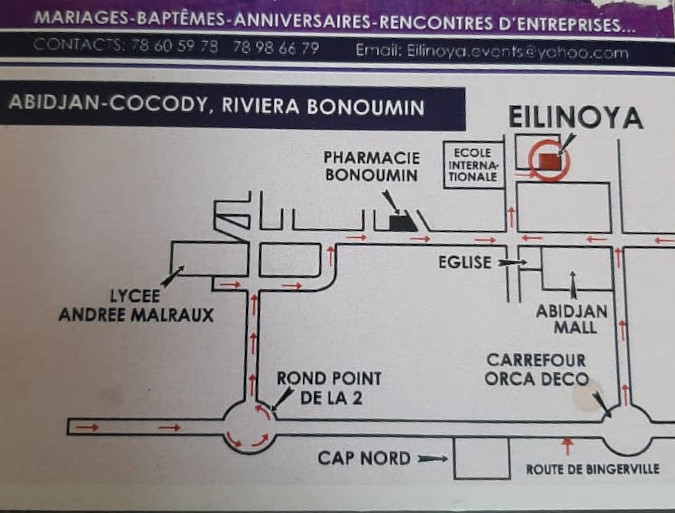 MARIAGES-BAPTÊMES-ANNIVERSAIRES-RENCONTRES D'ENTREPRISES...
CONTACTS: 78 60 59 78 78 98 66 79 Email: Eilinoya.events@yahoo.com
ABIDJAN-COCODY, RIVIERA BONOUMIN
EILINOYA
ECOLE
INTERNA-
TIONALE
PHARMACIE
BONOUMIN
EGLISE
LYCEE
ANDREE MALRAUX
ABIDJAN
MALL
CARREFOUR
ORCA DECO
ROND POINT
DE LA 2
CAP NORD
ROUTE DE BINGERVILLE